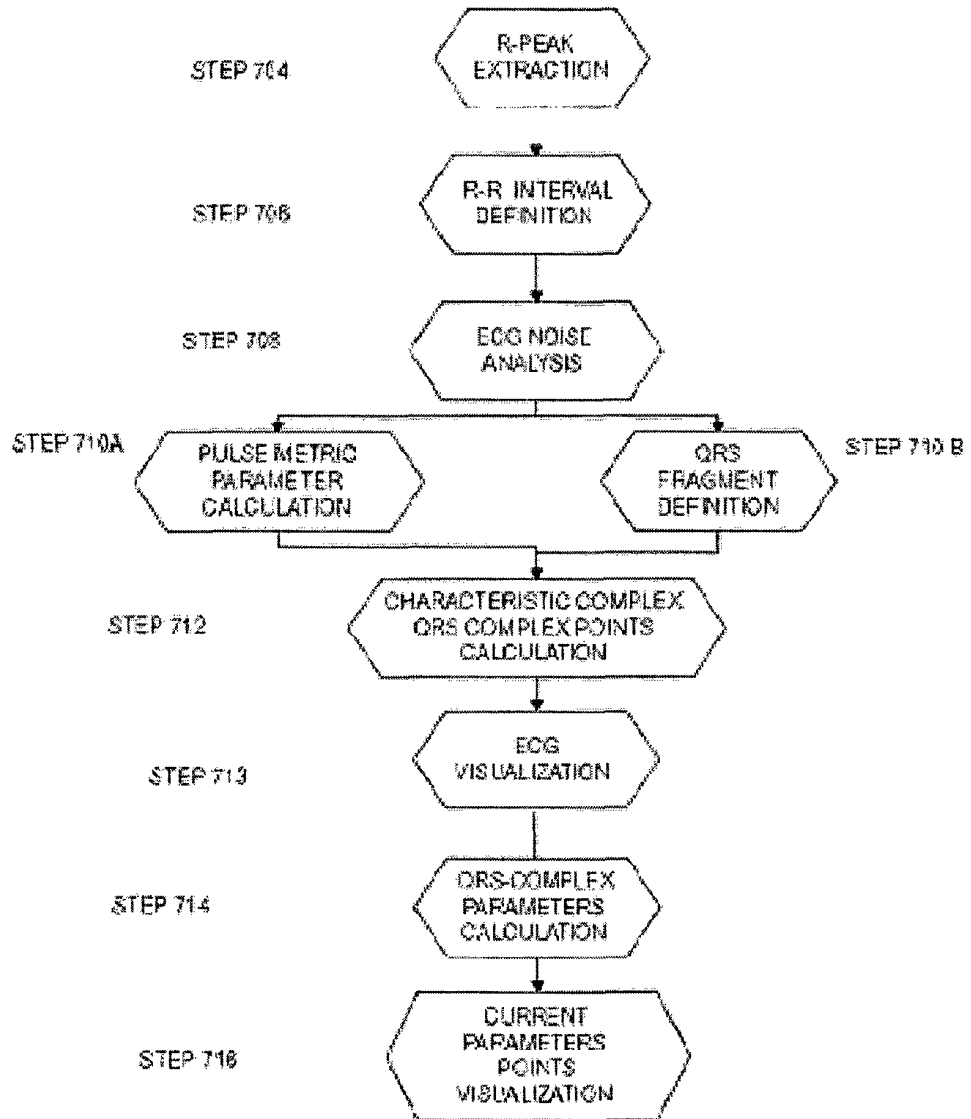 STEP 704
R-PEAK
EXTRACTION
STEP 706
R-R INTERVAL
DEFINITION
STEP 708
ECG NOISE
ANALYSIS
STEP 710A
PULSE METRIC
PARAMETER
CALCULATION
QRS
FRAGMENT
DEFINITION
STEP 710 B
STEP 712
CHARACTERISTIC COMPLEX
QRS COMPLEX POINTS
CALCULATION
STEP 713
ECG
VISUALIZATION
STEP 714
QRS-COMPLEX
PARAMETERS
CALCULATION
STEP 716
CURRENT
PARAMETERS
POINTS
VISUALIZATION